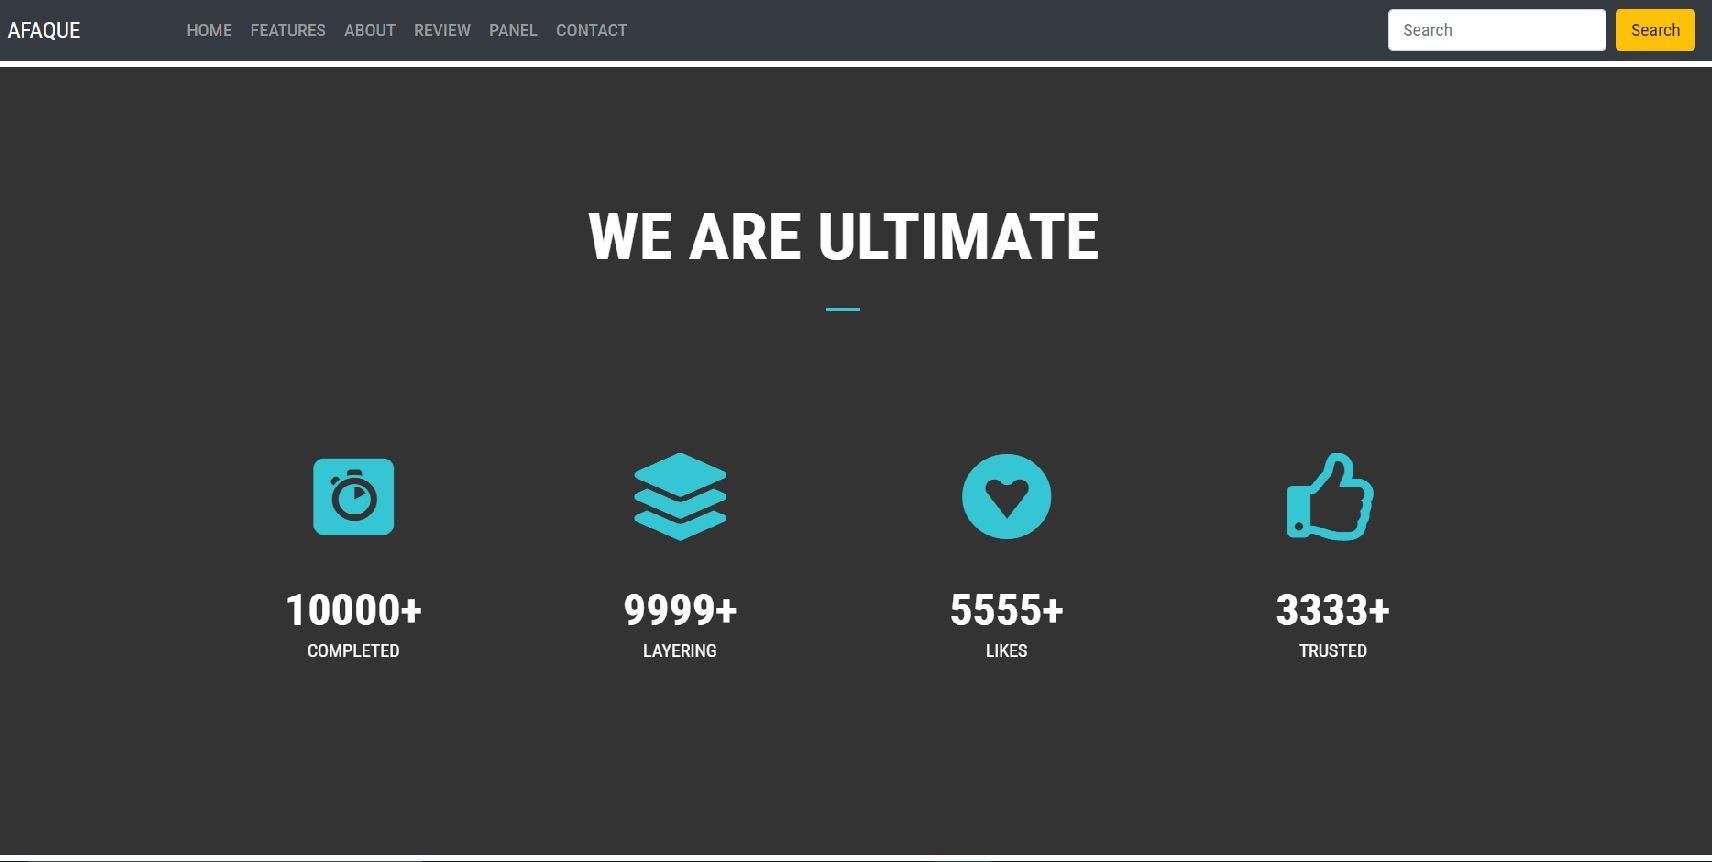 AFAQUE HOME FEATURES ABOUT REVIEW PANEL CONTACT Search Search
WE ARE ULTIMATE
10000+ 9999+ 5555+ 3333+
COMPLETED LAYERING LIKES TRUSTED